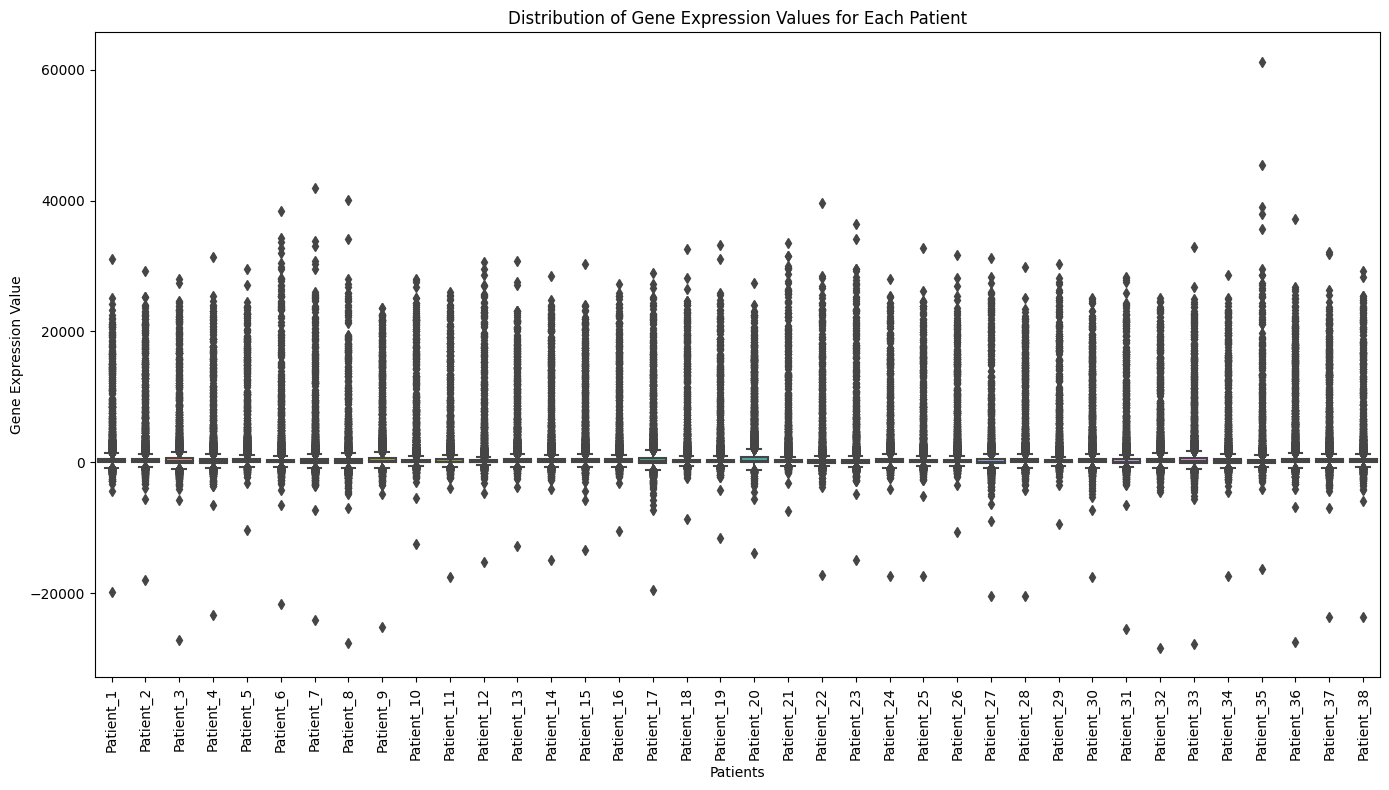 Distribution of Gene Expression Values for Each Patient
Gene Expression Value
60000
40000
20000
0
−20000
Patient_1
Patient_2
Patient_3
Patient_4
Patient_5
Patient_6
Patient_7
Patient_8
Patient_9
Patient_10
Patient_11
Patient_12
Patient_13
Patient_14
Patient_15
Patient_16
Patient_17
Patient_18
Patient_19
Patient_20
Patient_21
Patient_22
Patient_23
Patient_24
Patient_25
Patient_26
Patient_27
Patient_28
Patient_29
Patient_30
Patient_31
Patient_32
Patient_33
Patient_34
Patient_35
Patient_36
Patient_37
Patient_38
Patients